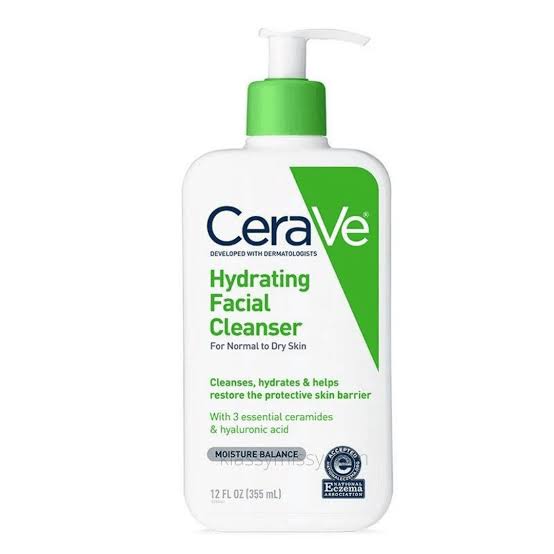 CeraVe®
DEVELOPED WITH DERMATOLOGISTS
Hydrating
Facial
Cleanser
For Normal to Dry Skin
Cleanses, hydrates & helps
restore the protective skin barrier
With 3 essential ceramides
& hyaluronic acid
MOISTURE BALANCE
12 FL OZ (355 mL)
ACCEPTED
NATIONAL
Eczema
ASSOCIATION